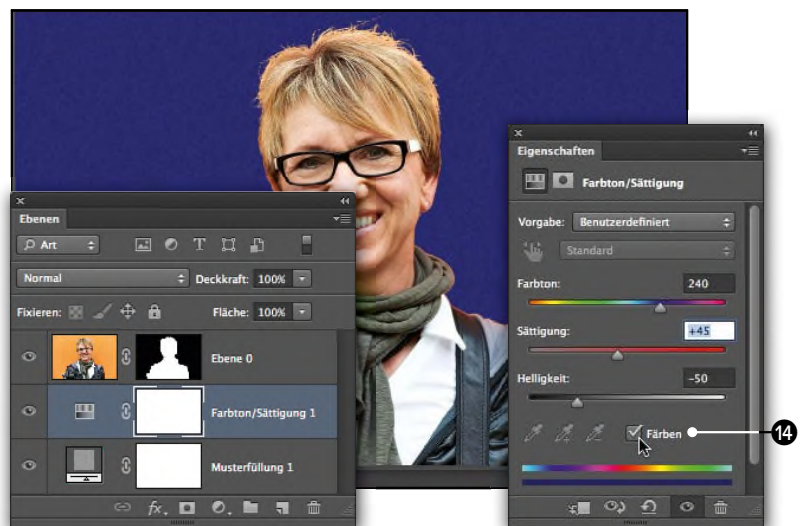 Eigenschaften
Farbton/Sättigung
Vorgabe: Benutzerdefiniert
Standard
Farbton: 240
Sättigung: +45
Helligkeit: -50
Färben
14
Ebenen
Art
T
Normal Deckkraft: 100%
Fixieren: Fläche: 100%
Ebene 0
Farbton/Sättigung 1
Musterfüllung 1
fx.